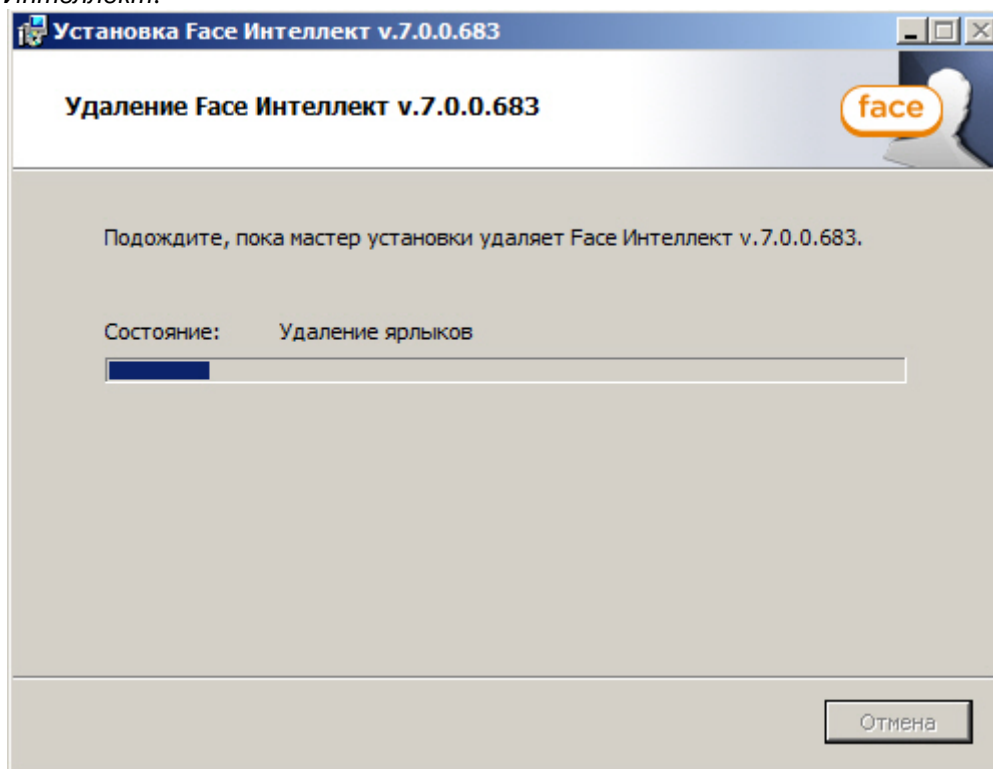 Интеллект.
Установка Face Интеллект v.7.0.0.683
Удаление Face Интеллект v.7.0.0.683
face
Подождите, пока мастер установки удаляет Face Интеллект v.7.0.0.683.
Состояние: Удаление ярлыков
Отмена